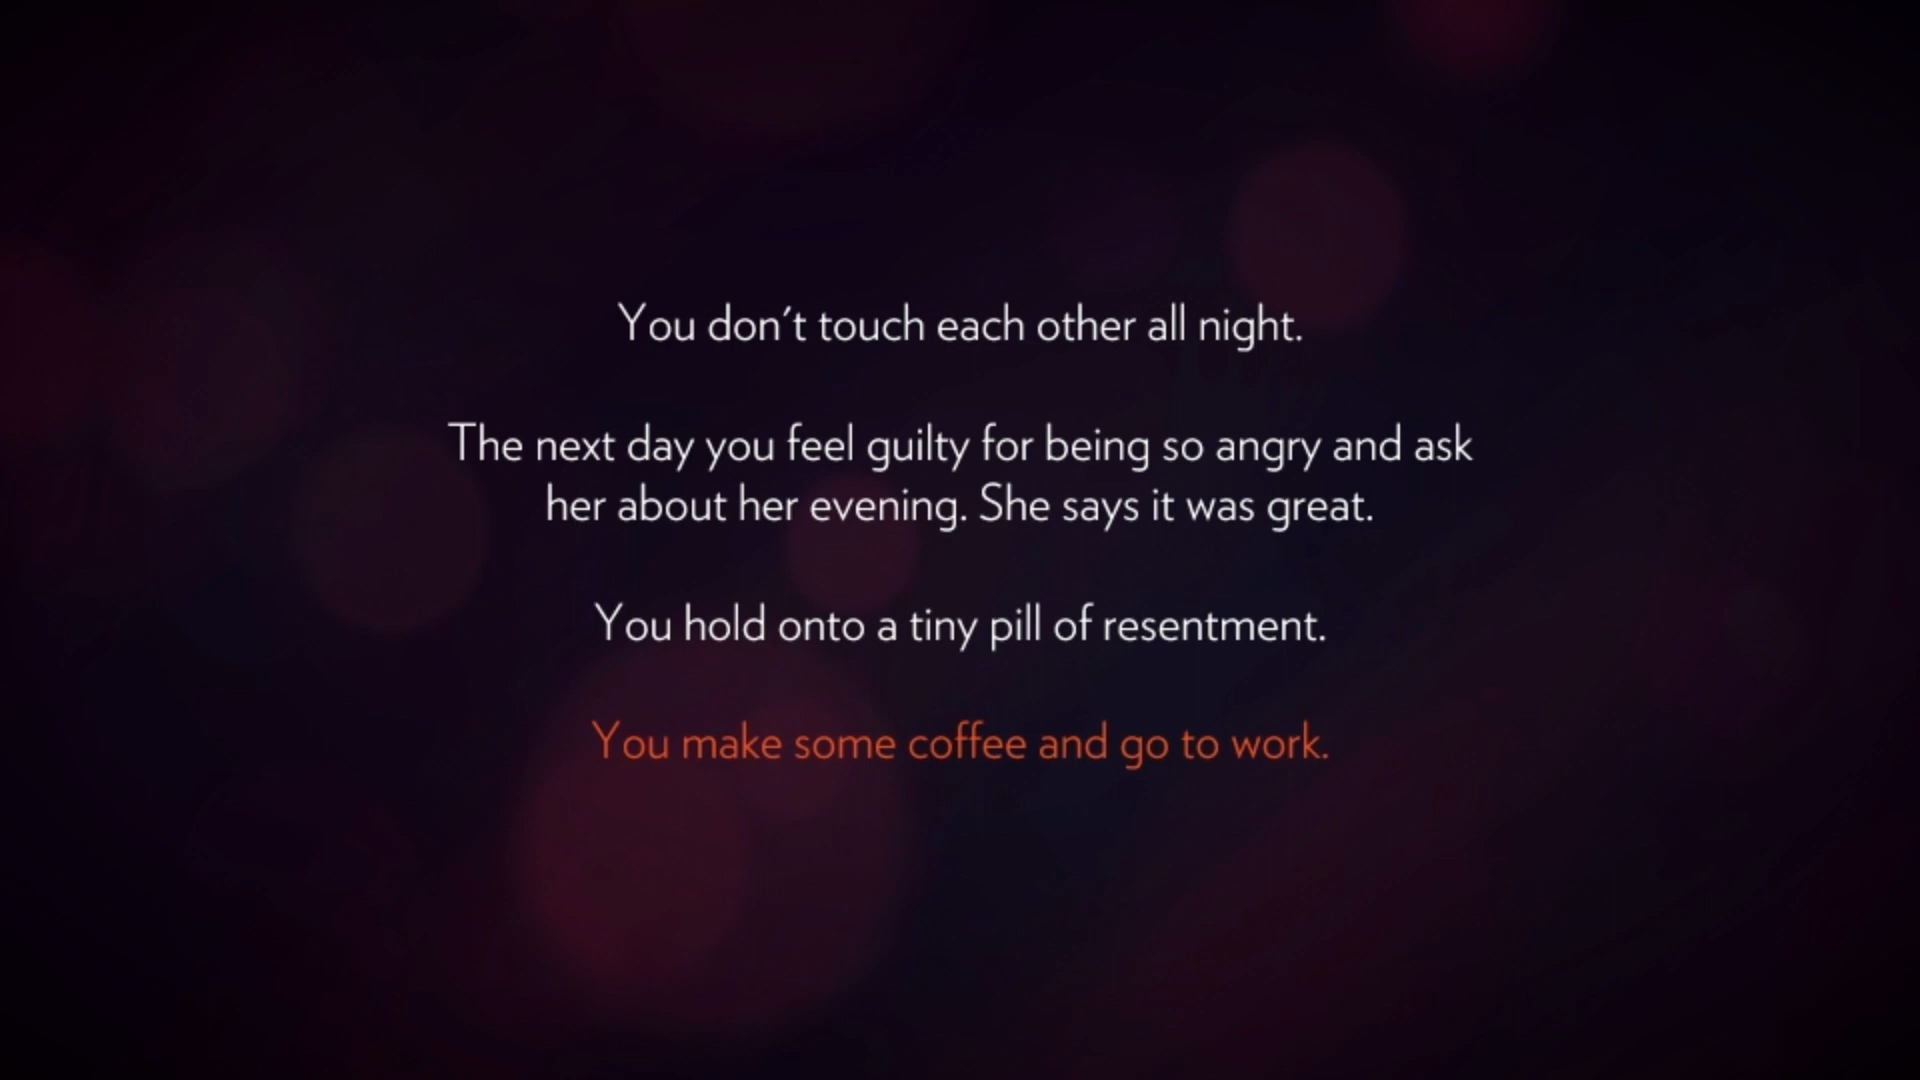 You don't touch each other all night.
The next day you feel guilty for being so angry and ask
her about her evening. She says it was great.
You hold onto a tiny pill of resentment.
You make some coffee and go to work.